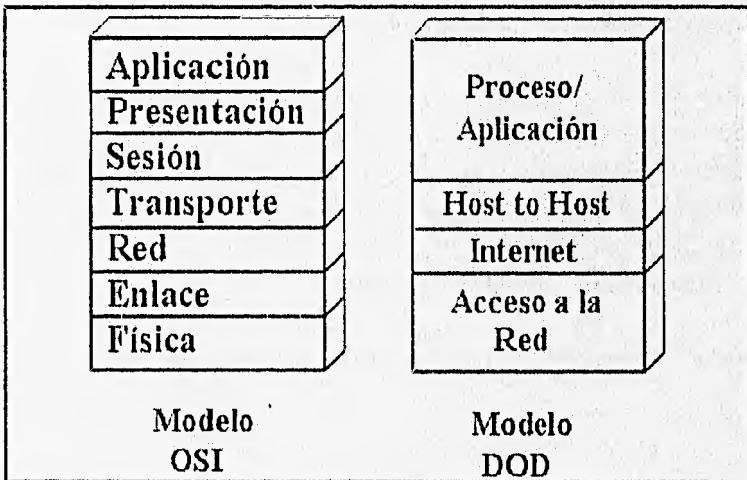 Aplicación
Presentación
Sesión
Transporte
Red
Enlace
Física
Modelo
OSI
Proceso/
Aplicación
Host to Host
Internet
Acceso a la
Red
Modelo
DOD